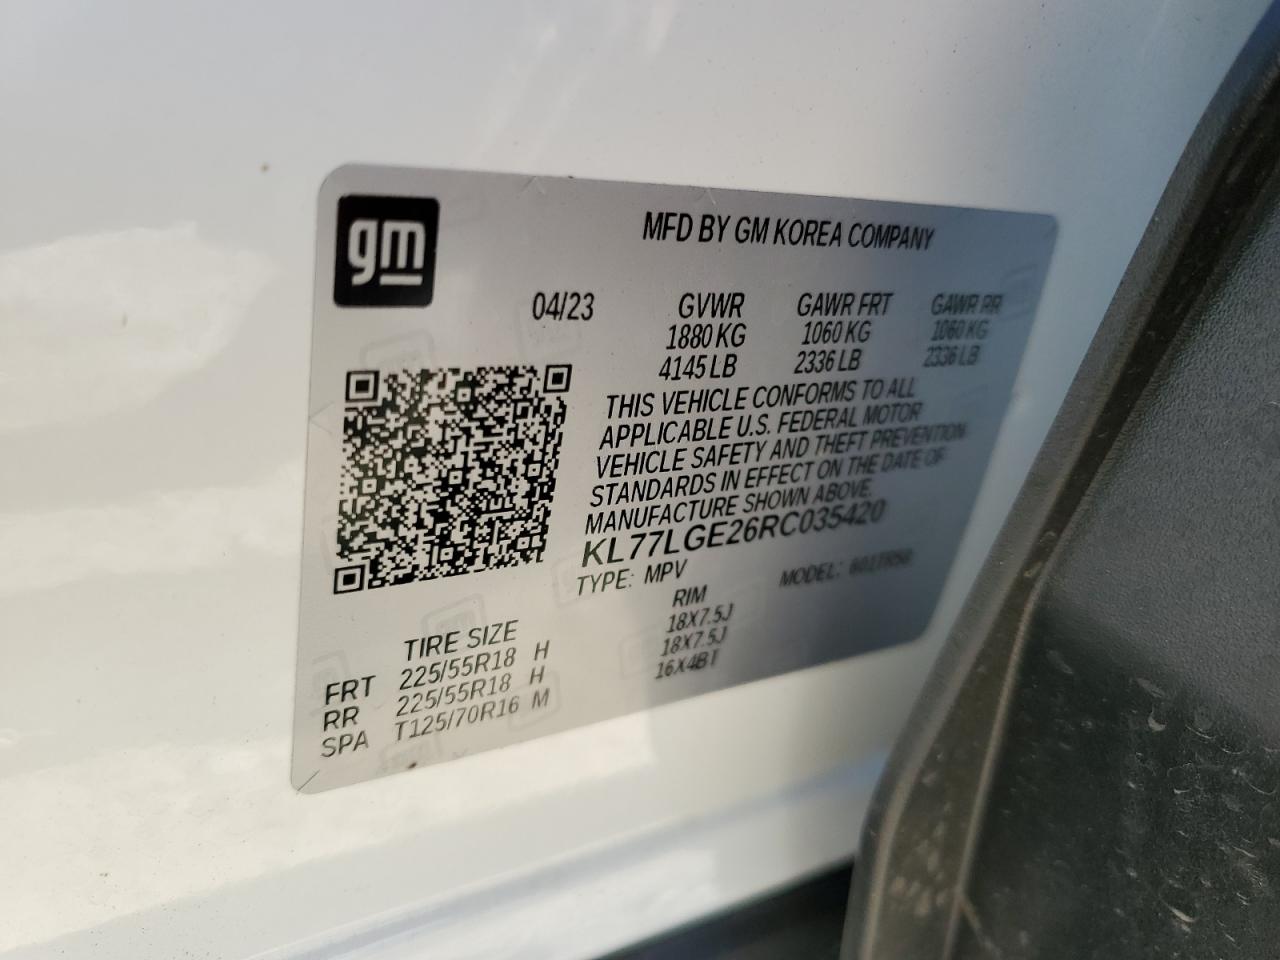 gm
MFD BY GM KOREA COMPANY
04/23 GVWR GAWR FRT GAWR RR
1880 KG 1060 KG 1060 KG
4145 LB 2336 LB 2336 LB
THIS VEHICLE CONFORMS TO ALL
APPLICABLE U.S. FEDERAL MOTOR
VEHICLE SAFETY AND THEFT PREVENTION
STANDARDS IN EFFECT ON THE DATE OF
MANUFACTURE SHOWN ABOVE.
KL77LGE26RC035420
TYPE: MPV MODEL:
TIRE SIZE RIM
FRT 225/55R18 H 18X7.5J
RR 225/55R18 H 18X7.5J
SPA T125/70R16 M 16X4BT